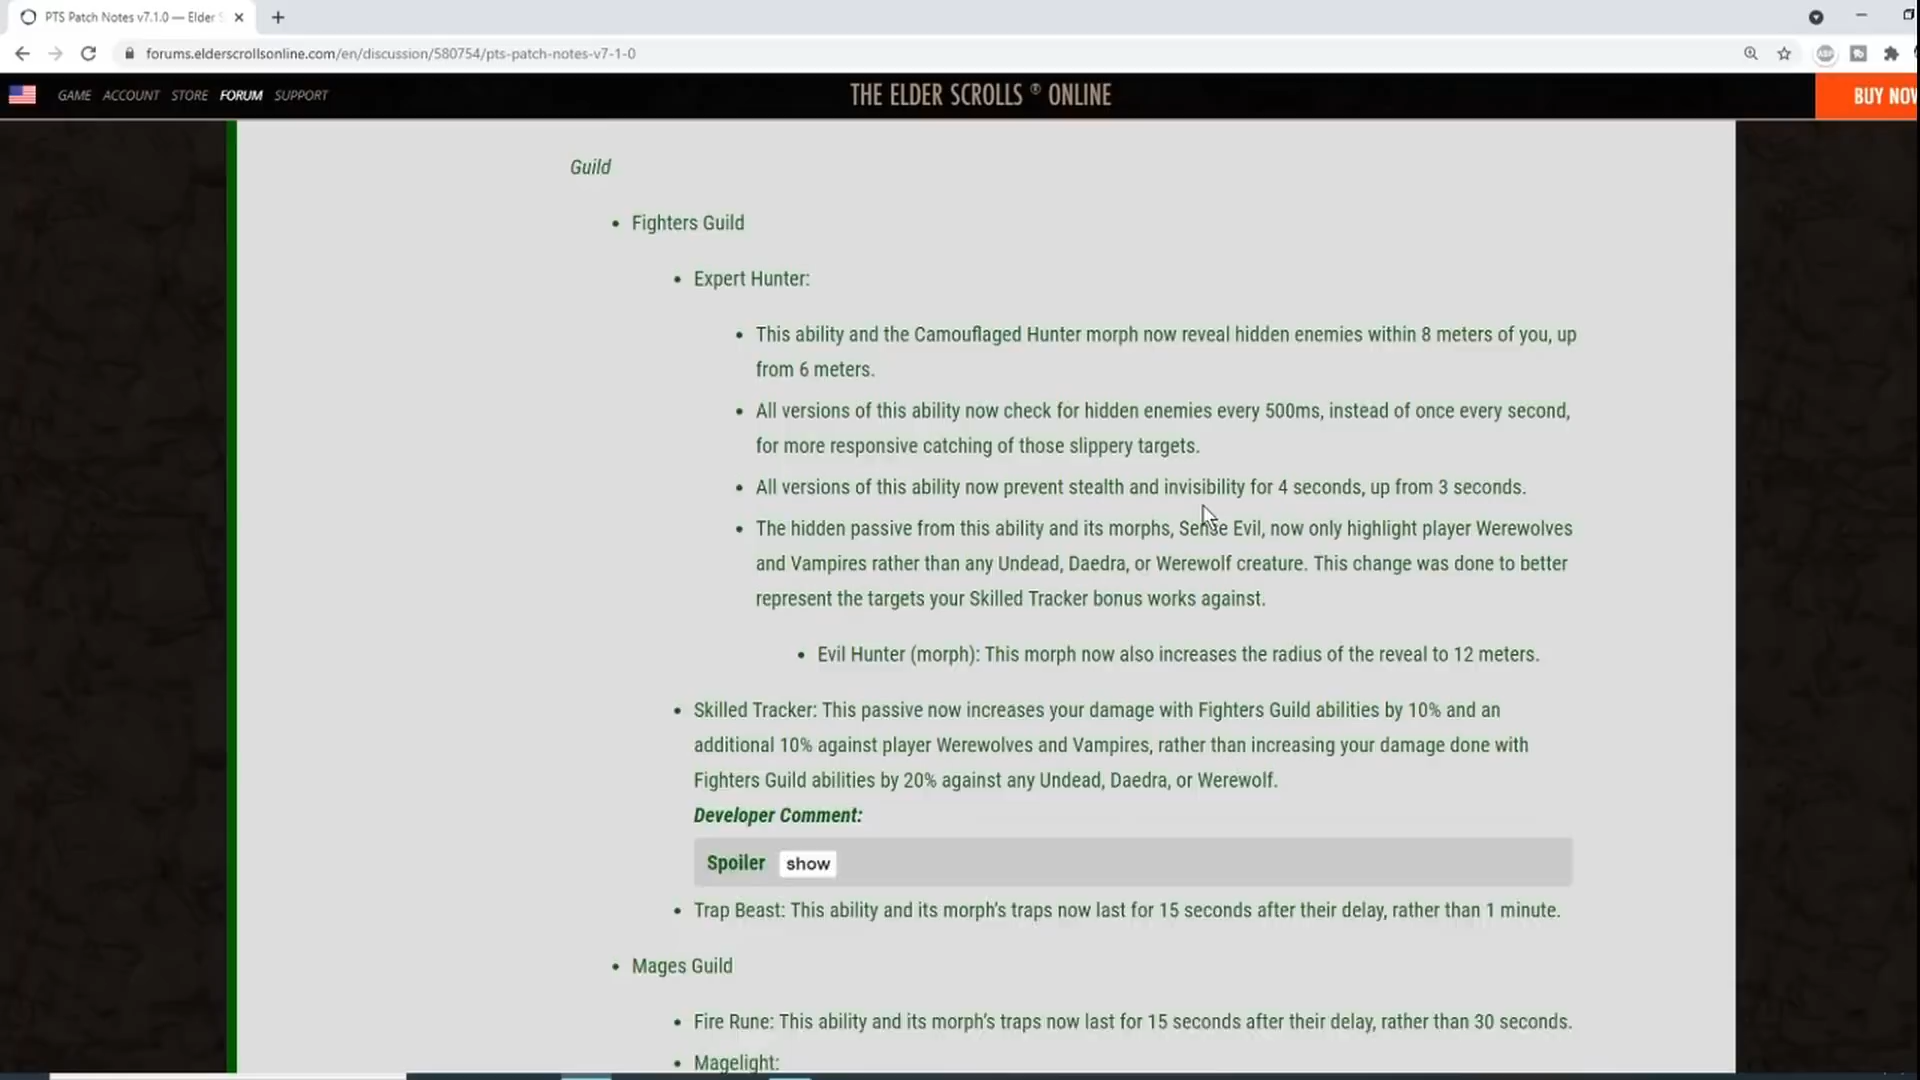 PTS Patch Notes v7.1.0 — Elder S
forums.elderscrollsonline.com/en/discussion/580754/pts-patch-notes-v7-1-0
GAME ACCOUNT STORE FORUM SUPPORT
THE ELDER SCROLLS ® ONLINE
BUY NOW
Guild
• Fighters Guild
• Expert Hunter:
• This ability and the Camouflaged Hunter morph now reveal hidden enemies within 8 meters of you, up
from 6 meters.
• All versions of this ability now check for hidden enemies every 500ms, instead of once every second,
for more responsive catching of those slippery targets.
• All versions of this ability now prevent stealth and invisibility for 4 seconds, up from 3 seconds.
• The hidden passive from this ability and its morphs, Sense Evil, now only highlight player Werewolves
and Vampires rather than any Undead, Daedra, or Werewolf creature. This change was done to better
represent the targets your Skilled Tracker bonus works against.
• Evil Hunter (morph): This morph now also increases the radius of the reveal to 12 meters.
• Skilled Tracker: This passive now increases your damage with Fighters Guild abilities by 10% and an
additional 10% against player Werewolves and Vampires, rather than increasing your damage done with
Fighters Guild abilities by 20% against any Undead, Daedra, or Werewolf.
Developer Comment:
Spoiler show
• Trap Beast: This ability and its morph's traps now last for 15 seconds after their delay, rather than 1 minute.
• Mages Guild
• Fire Rune: This ability and its morph's traps now last for 15 seconds after their delay, rather than 30 seconds.
• Magelight: